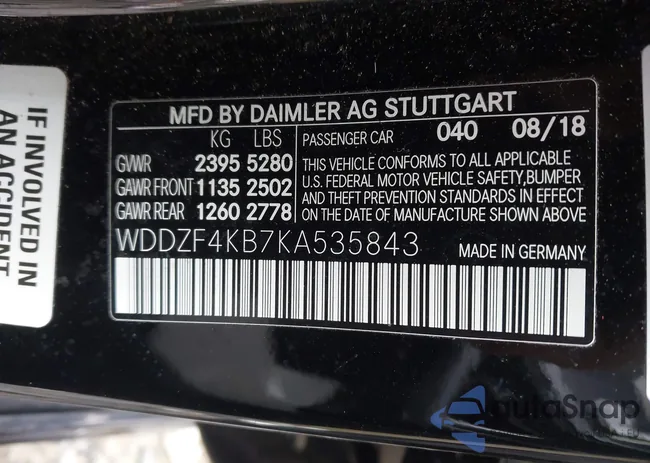 IF INVOLVED IN
AN ACCIDENT
MFD BY DAIMLER AG STUTTGART
KG LBS
GVWR 2395 5280
GAWR FRONT 1135 2502
GAWR REAR 1260 2778
PASSENGER CAR 040 08/18
THIS VEHICLE CONFORMS TO ALL APPLICABLE
U.S. FEDERAL MOTOR VEHICLE SAFETY,BUMPER
AND THEFT PREVENTION STANDARDS IN EFFECT
ON THE DATE OF MANUFACTURE SHOWN ABOVE
WDDZF4KB7KA535843 MADE IN GERMANY
autoSnap